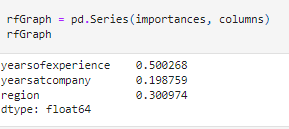 rfGraph = pd.Series(importances, columns)
rfGraph
yearsofexperience    0.500268
yearsatcompany       0.198759
region               0.300974
dtype: float64